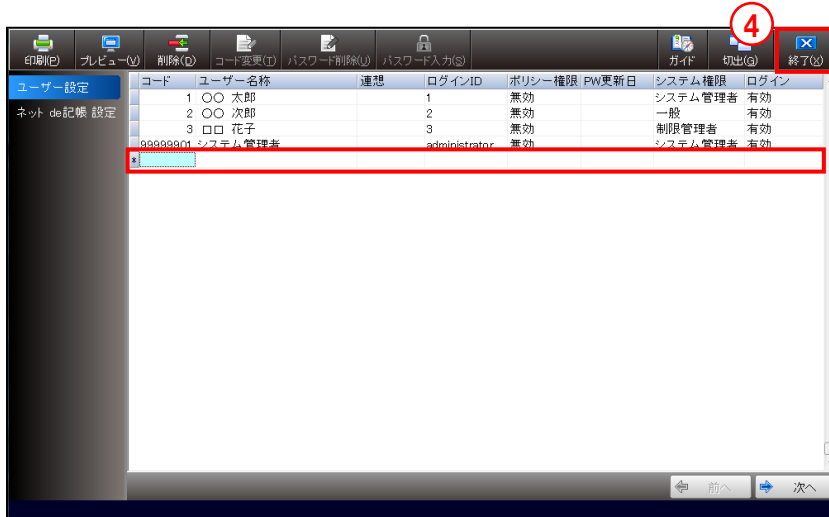 ④
印刷(P) プレビュー(V) 削除(D) コード変更(T) パスワード削除(U) パスワード入力(S) ガイド 切出(G) 終了(X)
ユーザー設定
ネット de記帳 設定
コード ユーザー名称 連想 ログインID ポリシー権限 PW更新日 システム権限 ログイン
1 〇〇 太郎 1 無効 システム管理者 有効
2 〇〇 次郎 2 無効 一般 有効
3 □□ 花子 3 無効 制限管理者 有効
99999901 システム管理者 administrator 無効 システム管理者 有効
*
前へ 次へ